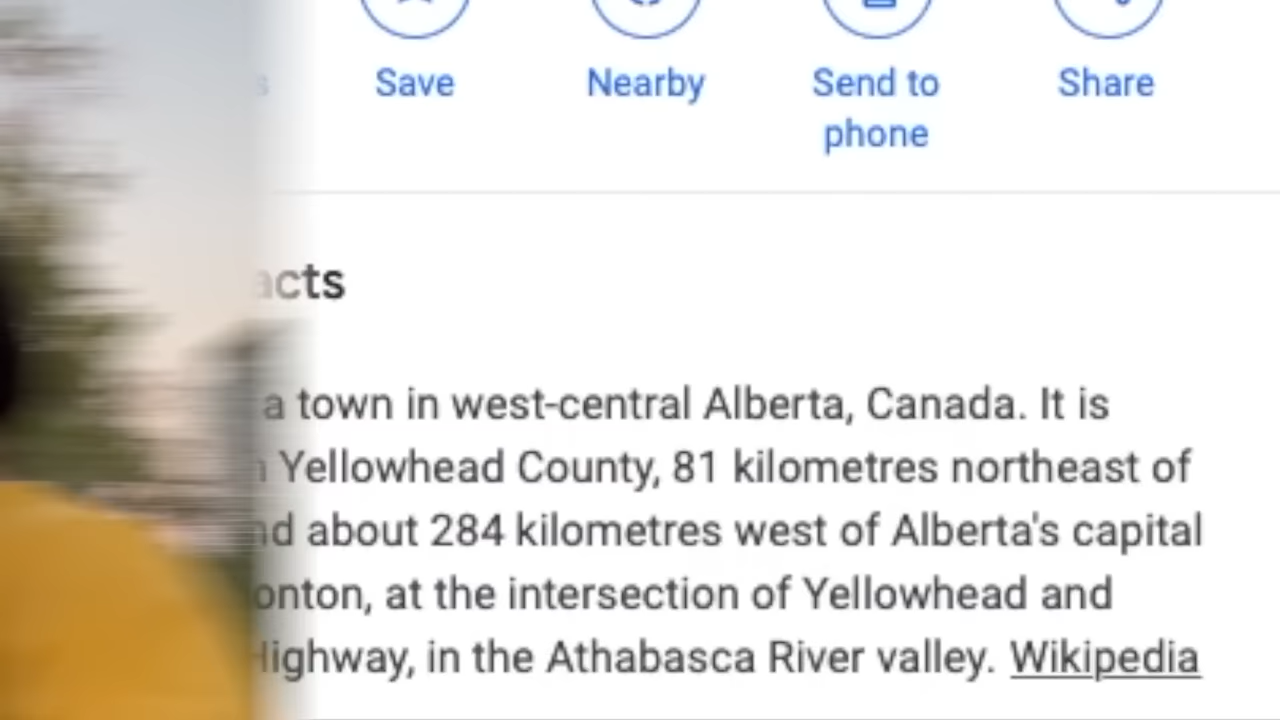 Save
Nearby
Send to
phone
Share
acts
a town in west-central Alberta, Canada. It is
Yellowhead County, 81 kilometres northeast of
nd about 284 kilometres west of Alberta's capital
onton, at the intersection of Yellowhead and
Highway, in the Athabasca River valley. Wikipedia